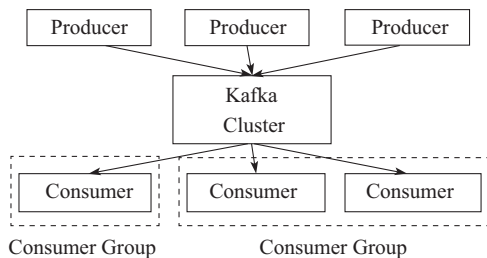 Producer
Producer
Producer
Kafka
Cluster
Consumer
Consumer
Consumer
Consumer Group
Consumer Group